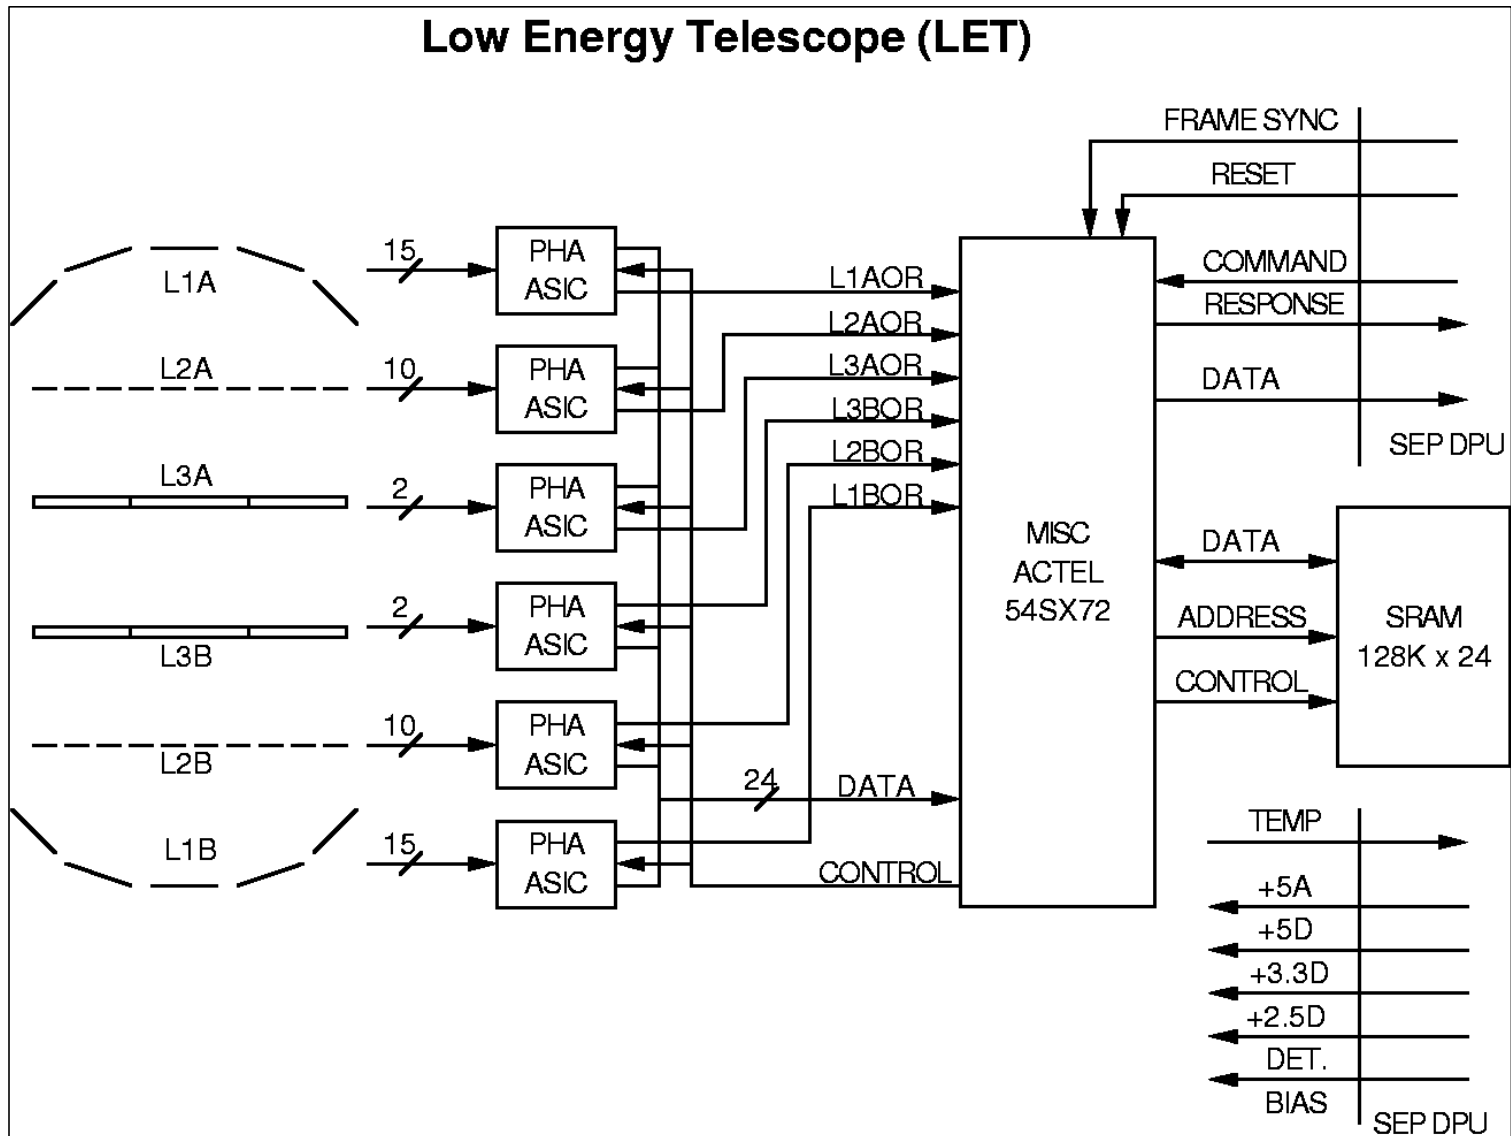 Low Energy Telescope (LET)
FRAME SYNC
RESET
COMMAND
RESPONSE
DATA
SEP DPU
L1A
15
PHA
ASIC
L1AOR
L2A
10
PHA
ASIC
L2AOR
L3AOR
L3A
2
PHA
ASIC
L3BOR
L2BOR
L1BOR
MISC
ACTEL
54SX72
DATA
ADDRESS
CONTROL
SRAM
128K x 24
L3B
2
PHA
ASIC
L2B
10
PHA
ASIC
24
DATA
L1B
15
PHA
ASIC
CONTROL
TEMP
+5A
+5D
+3.3D
+2.5D
DET.
BIAS
SEP DPU